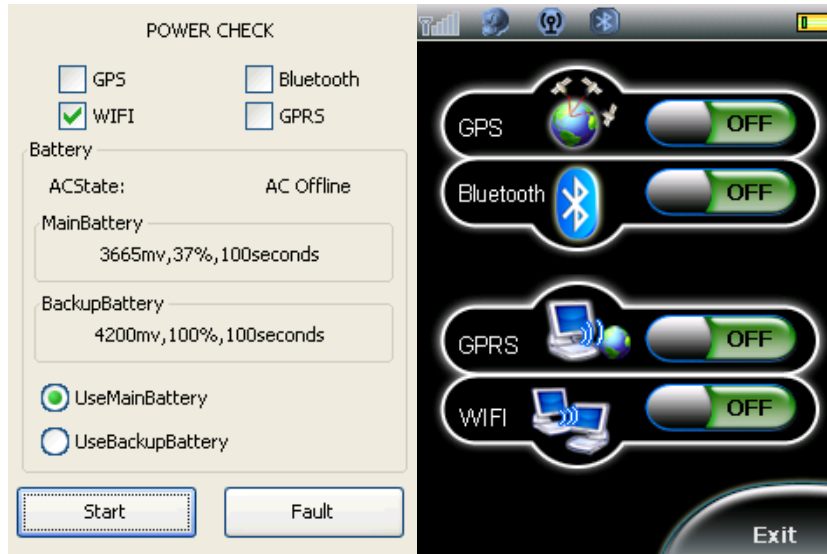 POWER CHECK
GPS
Bluetooth
WIFI
GPRS
Battery
ACState: AC Offline
MainBattery
3665mv,37%,100seconds
BackupBattery
4200mv,100%,100seconds
UseMainBattery
UseBackupBattery
Start
Fault
GPS OFF
Bluetooth OFF
GPRS OFF
WIFI OFF
Exit